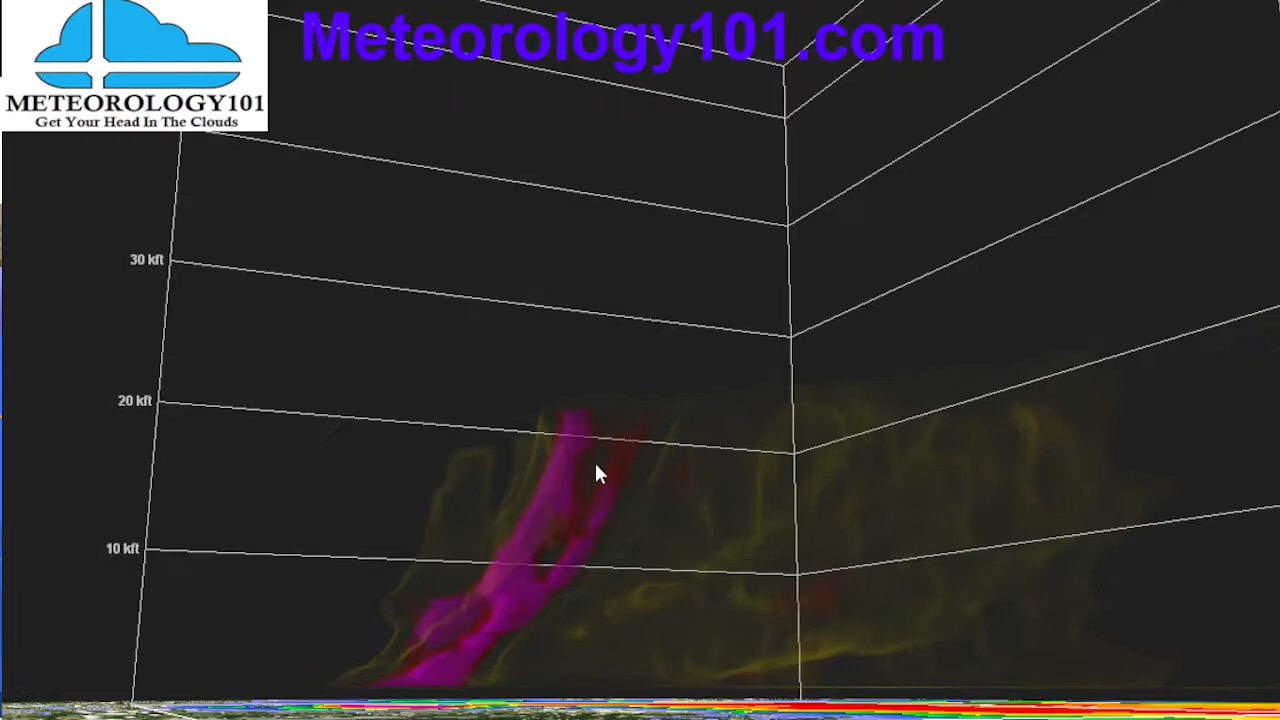 Meteorology101.com
METEOROLOGY101
Get Your Head In The Clouds
30 kft
20 kft
10 kft